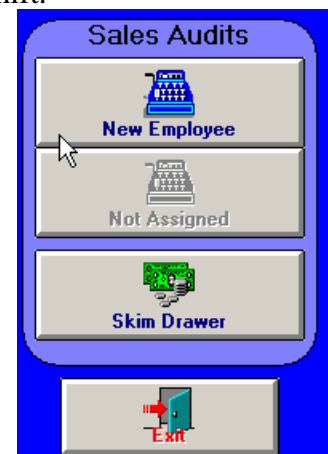 Sales Audits
New Employee
Not Assigned
Skim Drawer
Exit